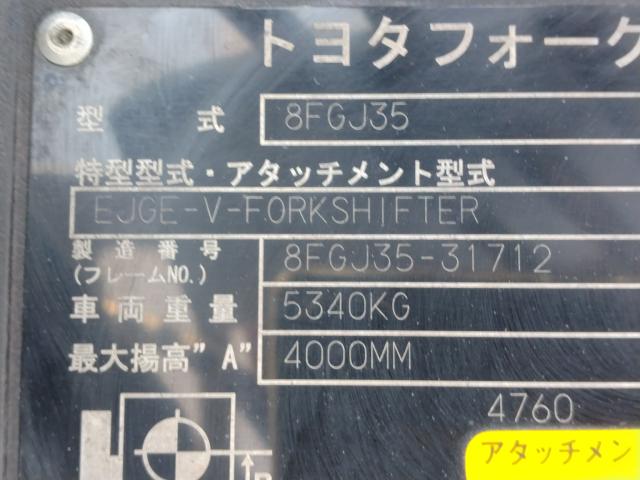 トヨタフォーク
型 式 8FGJ35
特型型式・アタッチメント型式
EJGE-V-FORKSHIFTER
製造番号 8FGJ35-31712
(フレームNO.)
車両重量 5340KG
最大揚高"A" 4000MM
4760
アタッチメン